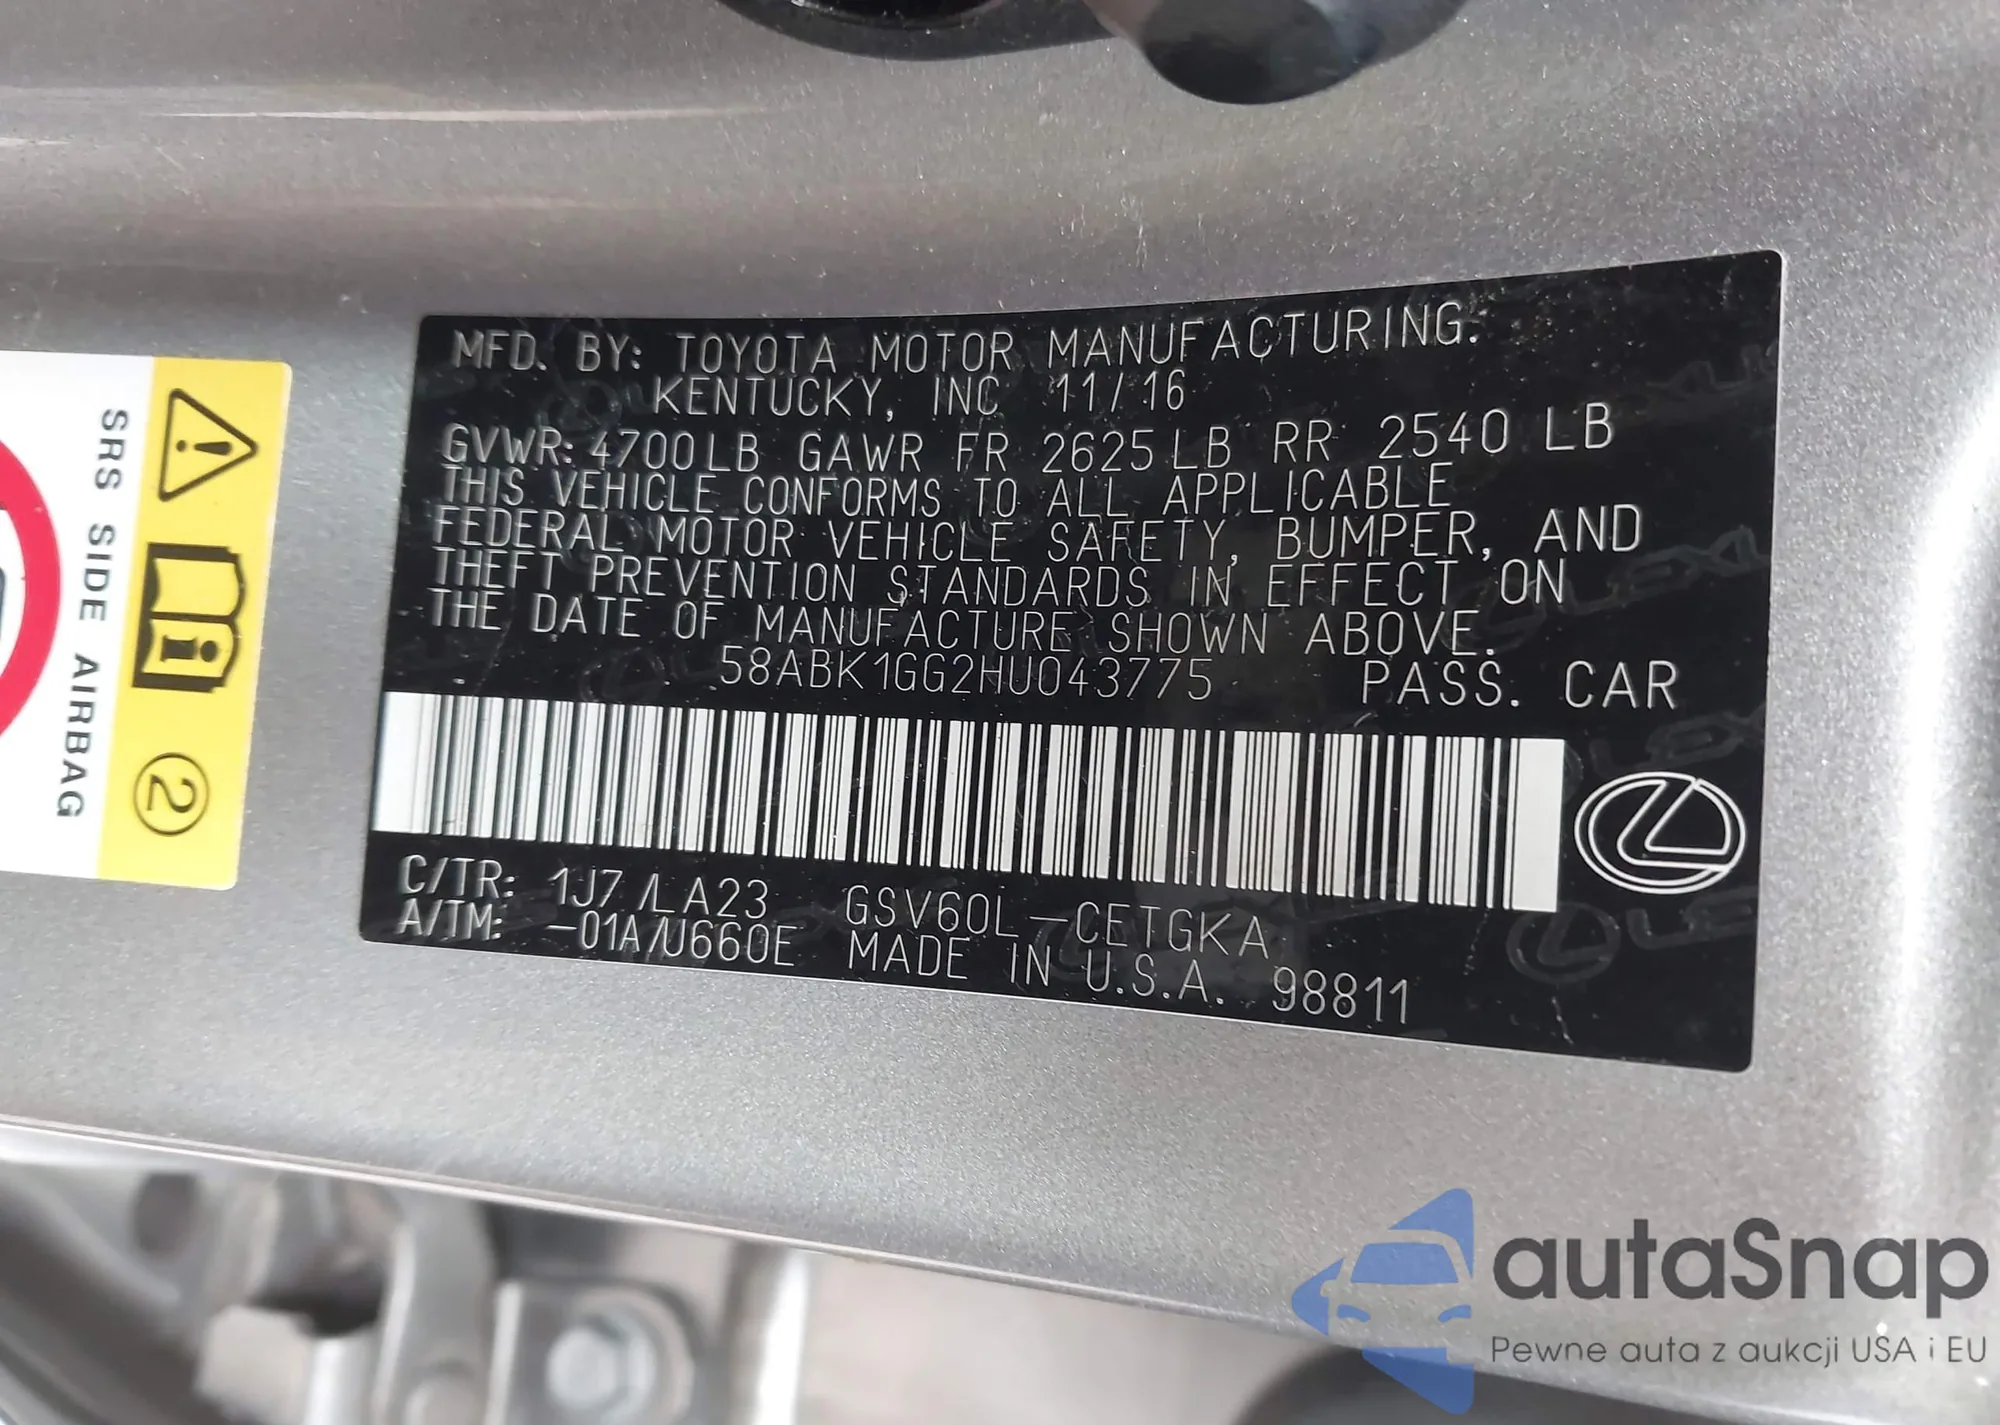 MFD. BY: TOYOTA MOTOR MANUFACTURING.
KENTUCKY, INC 11/16
GVWR: 4700LB GAWR FR 2625LB RR 2540 LB
THIS VEHICLE CONFORMS TO ALL APPLICABLE
FEDERAL MOTOR VEHICLE SAFETY, BUMPER, AND
THEFT PREVENTION STANDARDS IN EFFECT ON
THE DATE OF MANUFACTURE SHOWN ABOVE.
58ABK1GG2HU043775 PASS. CAR
C/TR: 1J7/LA23 GSV60L-CETGKA
A/TM: -01A/U660E MADE IN U.S.A. 98811
SRS SIDE AIRBAG
2
autaSnap
Pewne auta z aukcji USA i EU